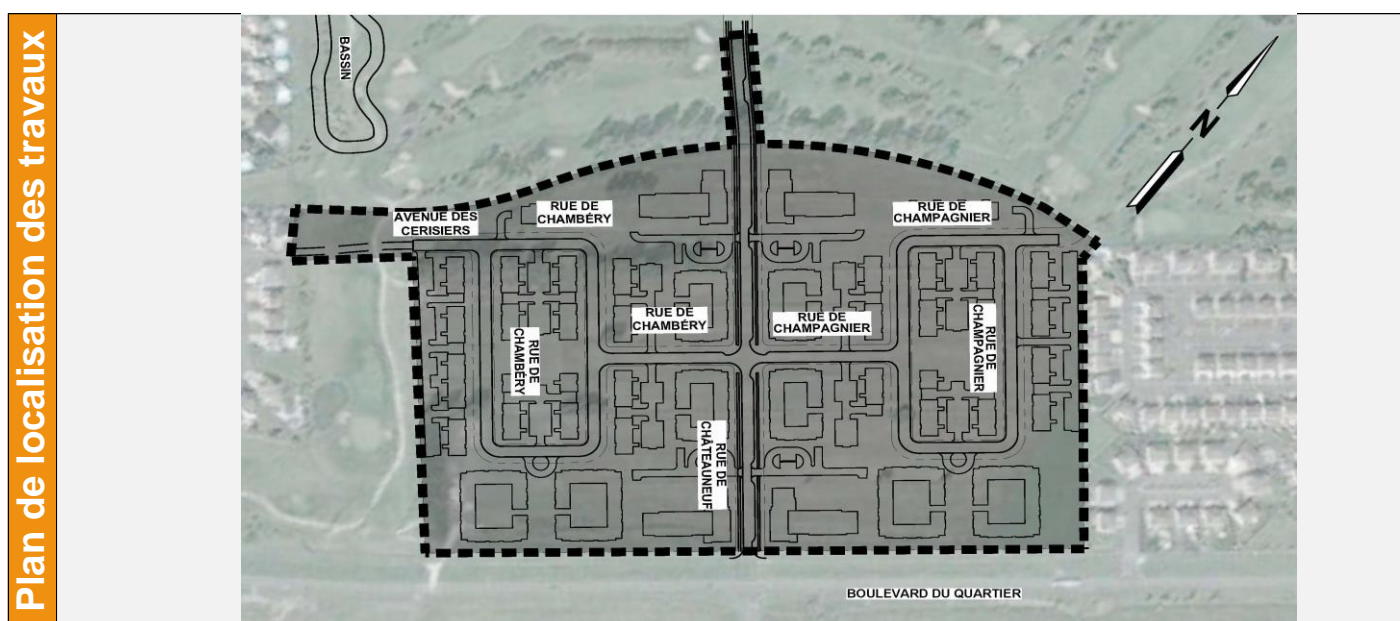 Plan de localisation des travaux
BASSIN
N
AVENUE DES
CERISIERS
RUE DE
CHAMBÉRY
RUE DE
CHAMPAGNIER
RUE DE
CHAMBÉRY
RUE DE
CHAMPAGNIER
RUE DE
CHAMBÉRY
RUE DE
CHAMPAGNIER
RUE DE
CHÂTEAUNEUF
BOULEVARD DU QUARTIER